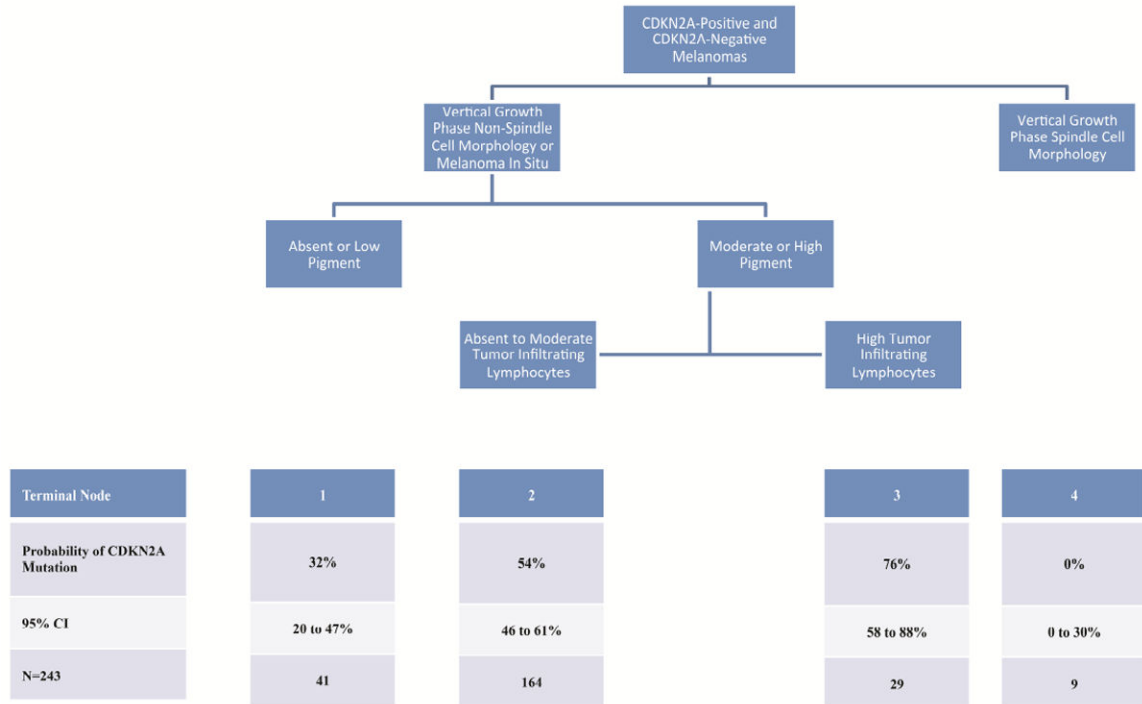 CDKN2A-Positive and
CDKN2A-Negative
Melanomas
Vertical Growth
Phase Non-Spindle
Cell Morphology or
Melanoma In Situ
Vertical Growth
Phase Spindle Cell
Morphology
Absent or Low
Pigment
Moderate or High
Pigment
Absent to Moderate
Tumor Infiltrating
Lymphocytes
High Tumor
Infiltrating
Lymphocytes
Terminal Node 1 2 3 4
Probability of CDKN2A
Mutation 32% 54% 76% 0%
95% CI 20 to 47% 46 to 61% 58 to 88% 0 to 30%
N=243 41 164 29 9